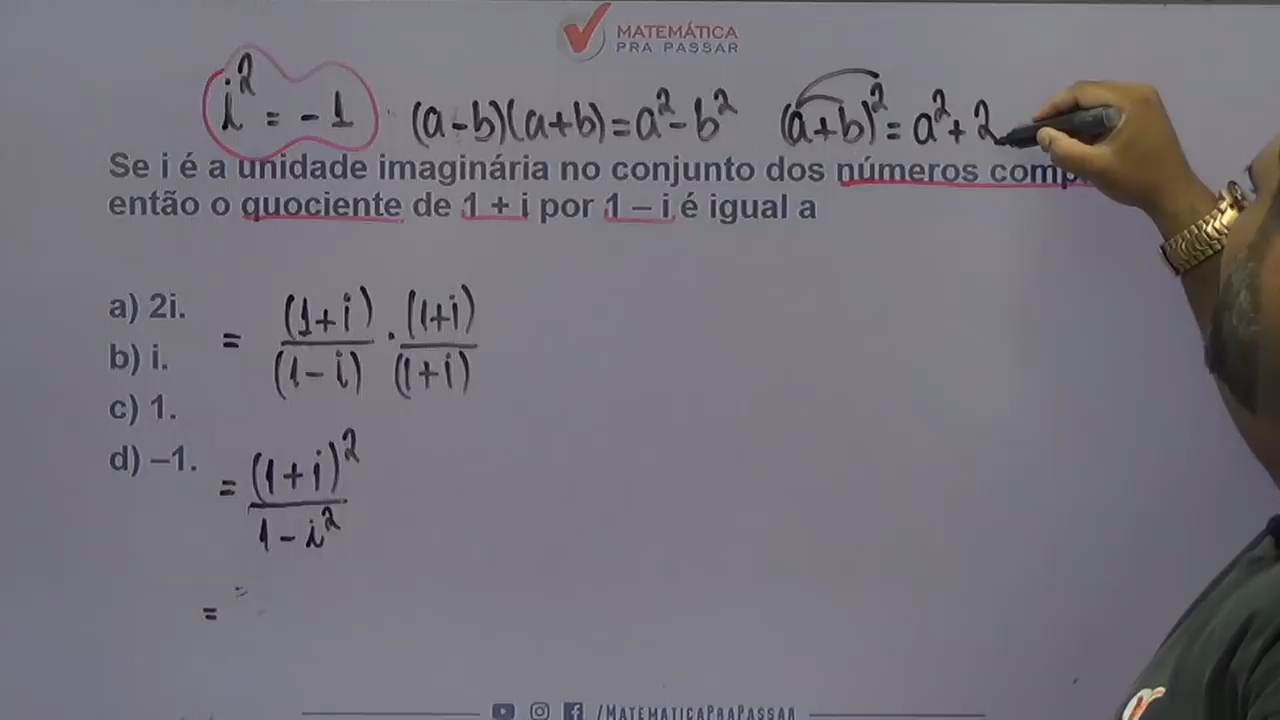 MATEMÁTICA
PRA PASSAR
i² = -1 (a-b)(a+b)=a²-b² (a+b)²=a²+2
Se i é a unidade imaginária no conjunto dos números comp
então o quociente de 1 + i por 1 – i é igual a
a) 2i.
= (1+i)/(1-i) · (1+i)/(1+i)
b) i.
c) 1.
d) –1.
= (1+i)²/1-i²
=
/MATEMATICAPRAPASSAR